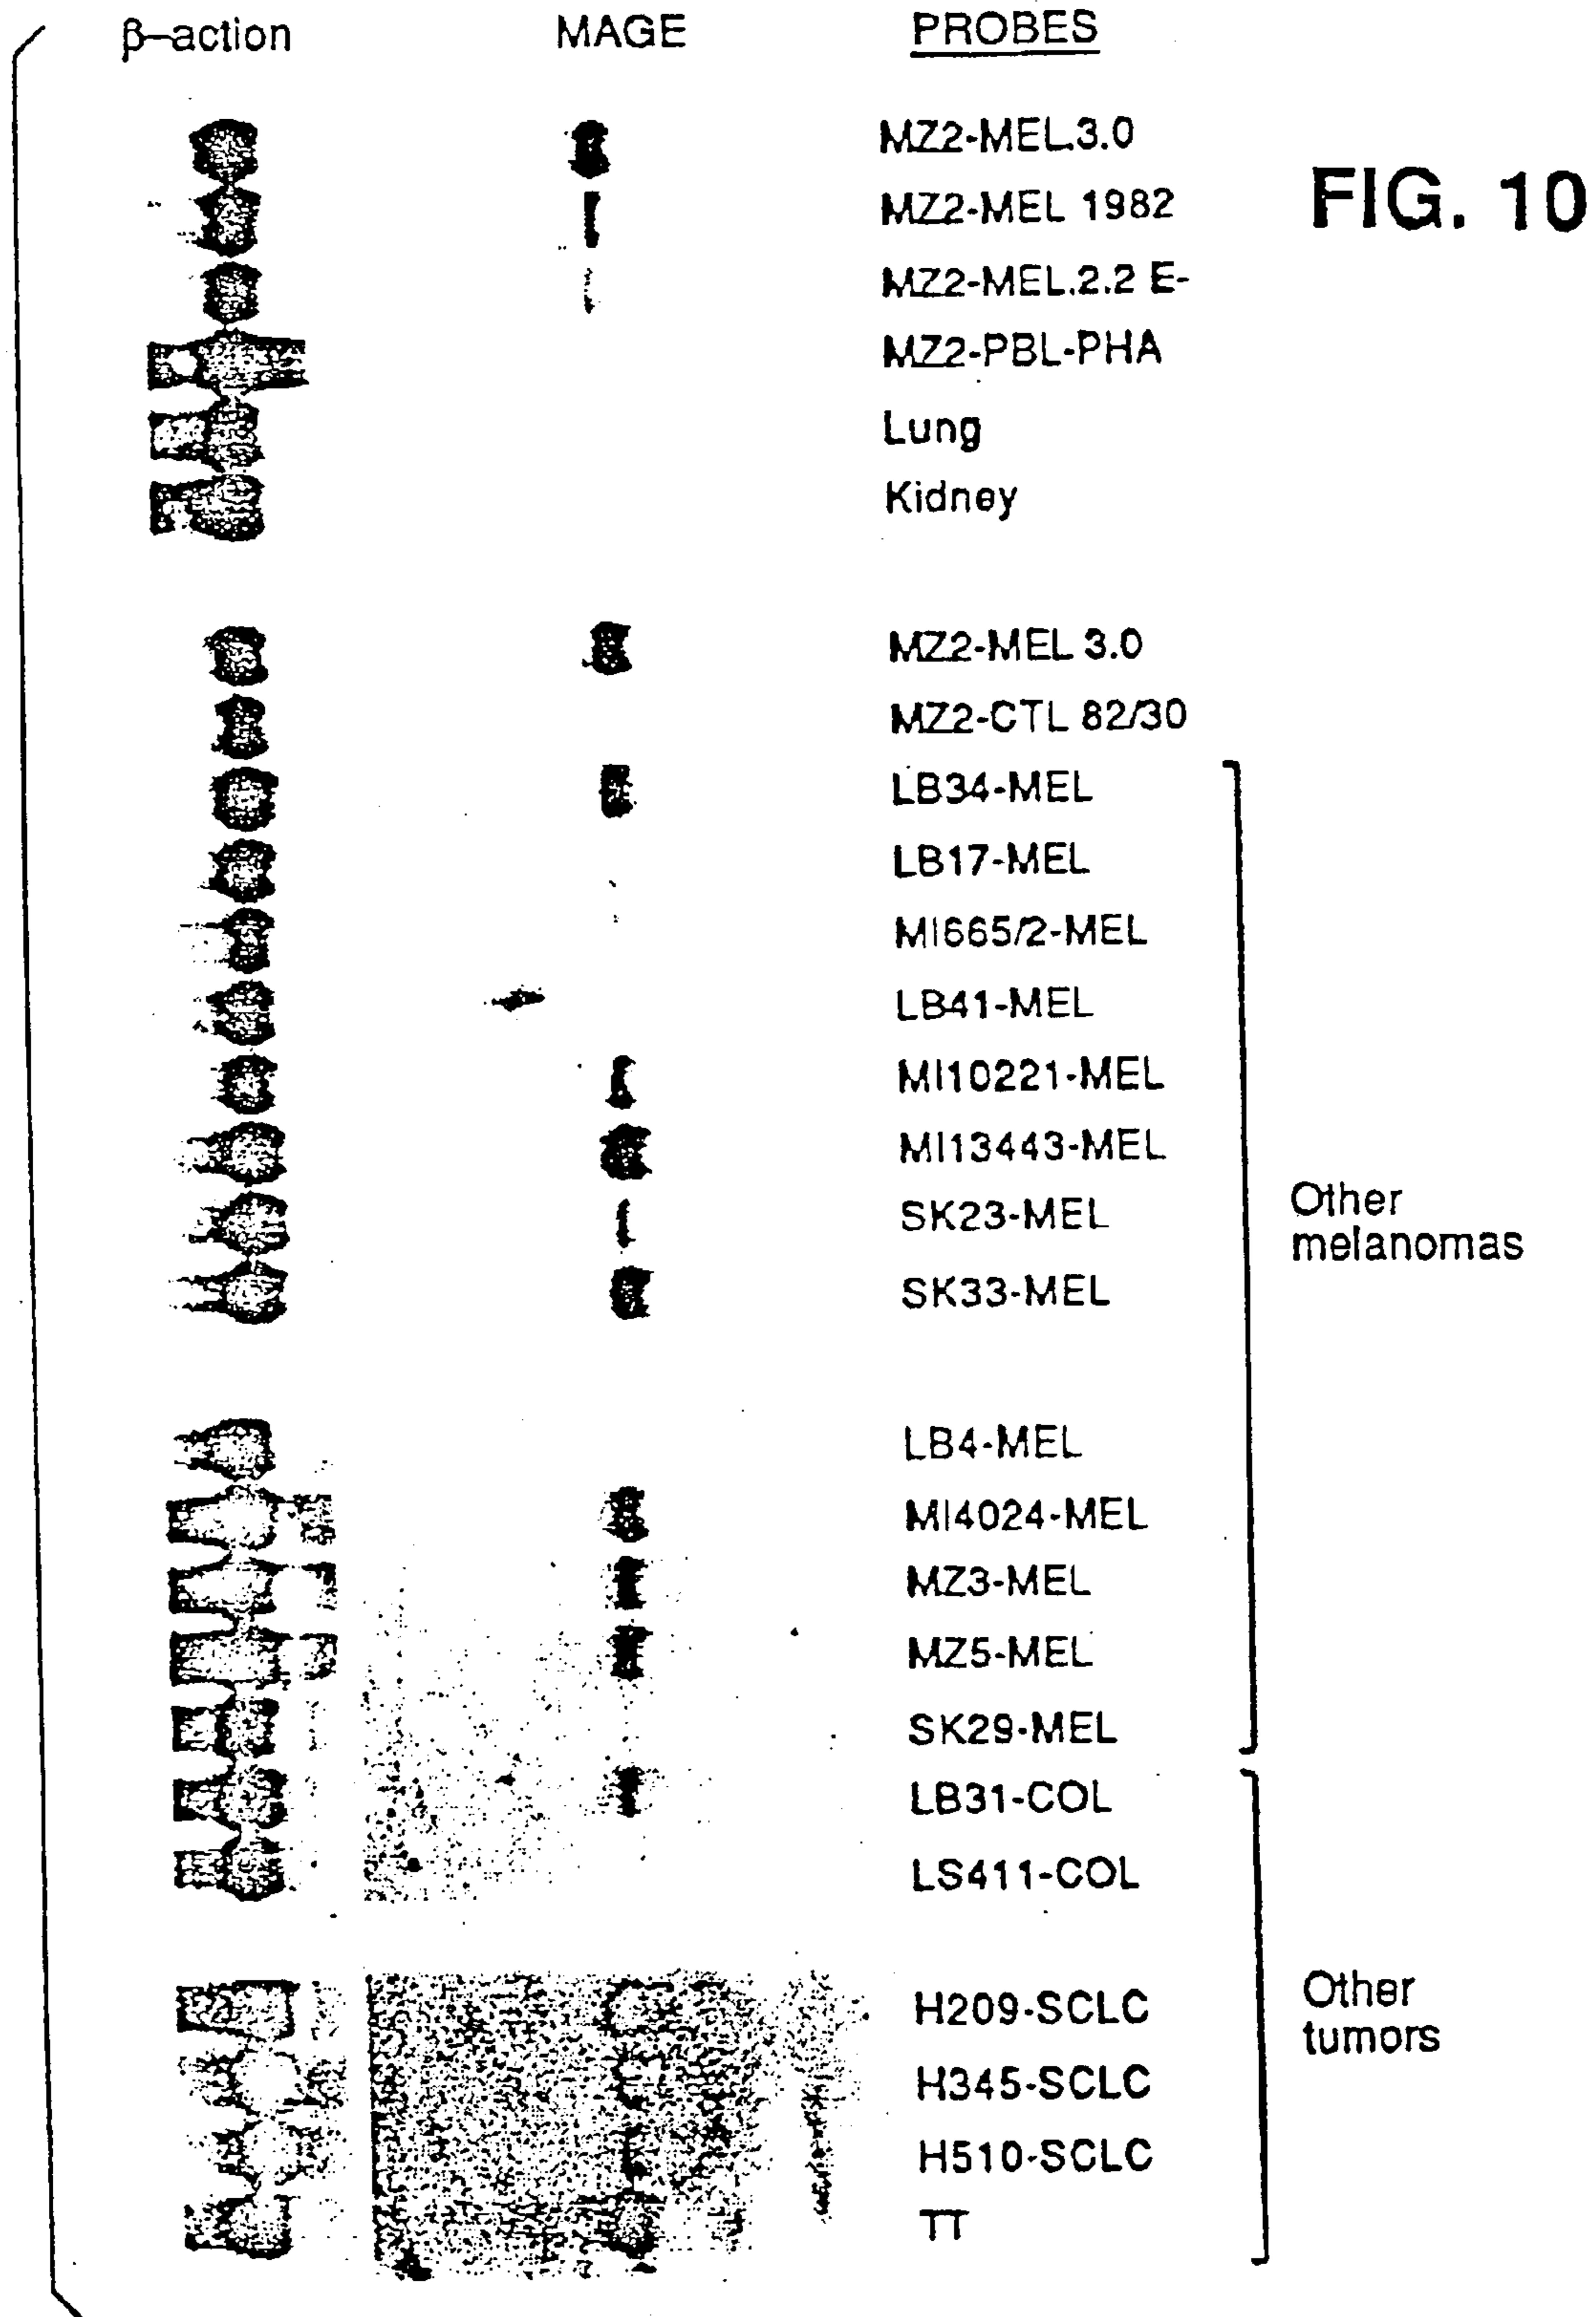 β-action MAGE PROBES
MZ2-MEL.3.0
FIG. 10
MZ2-MEL 1982
MZ2-MEL.2.2 E-
MZ2-PBL-PHA
Lung
Kidney
MZ2-MEL 3.0
MZ2-CTL 82/30
LB34-MEL
LB17-MEL
MI665/2-MEL
LB41-MEL
MI10221-MEL
MI13443-MEL
SK23-MEL
SK33-MEL
Other
melanomas
LB4-MEL
MI4024-MEL
MZ3-MEL
MZ5-MEL
SK29-MEL
LB31-COL
LS411-COL
H209-SCLC
H345-SCLC
H510-SCLC
TT
Other
tumors